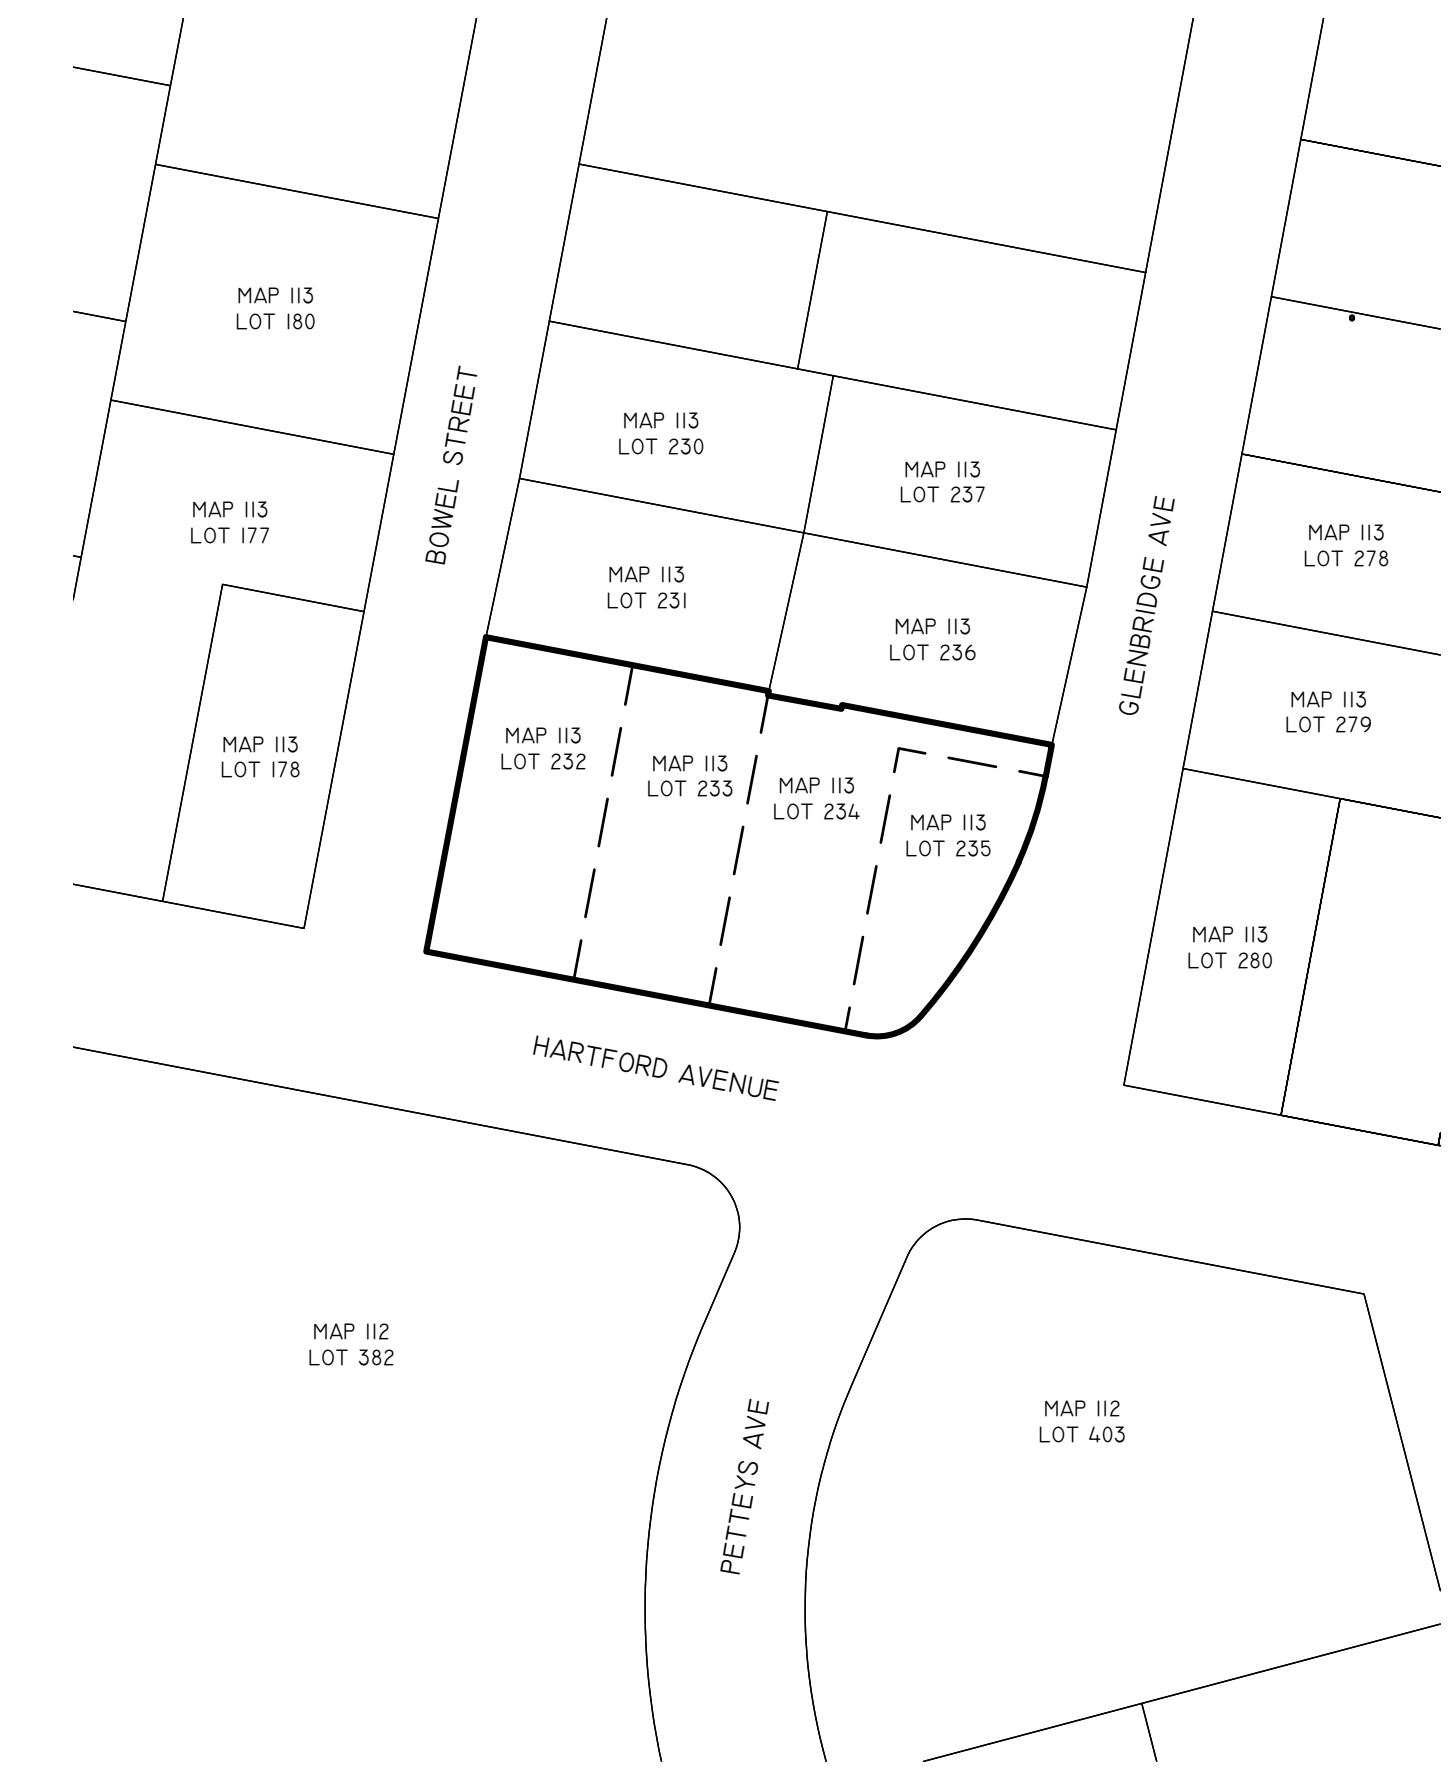 MAP 113
LOT 180
BOWEL STREET
MAP 113
LOT 230
MAP 113
LOT 237
MAP 113
LOT 177
MAP 113
LOT 278
GLENBRIDGE AVE
MAP 113
LOT 231
MAP 113
LOT 236
MAP 113
LOT 279
MAP 113
LOT 178
MAP 113
LOT 232
MAP 113
LOT 233
MAP 113
LOT 234
MAP 113
LOT 235
MAP 113
LOT 280
HARTFORD AVENUE
MAP 112
LOT 382
MAP 112
LOT 403
PETTEYS AVE